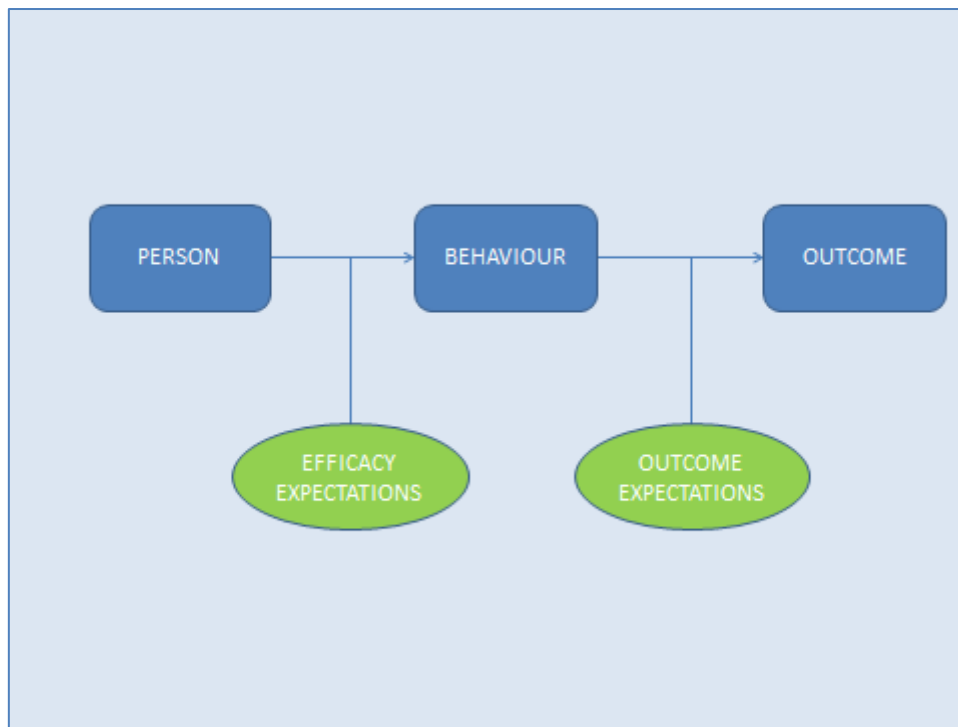 PERSON
BEHAVIOUR
OUTCOME
EFFICACY
EXPECTATIONS
OUTCOME
EXPECTATIONS